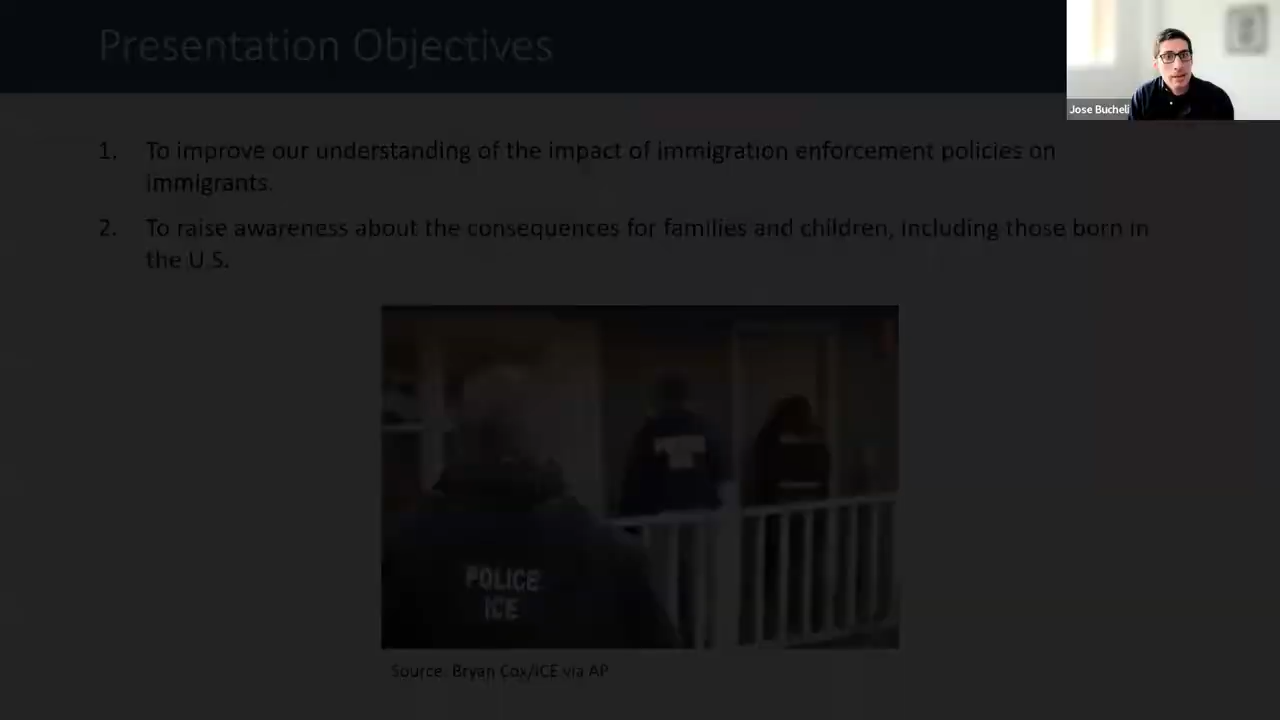 Presentation Objectives
Jose Bucheli
1. To improve our understanding of the impact of immigration enforcement policies on
immigrants.
2. To raise awareness about the consequences for families and children, including those born in
the U.S.
POLICE
ICE
Source: Bryan Cox/ICE via AP